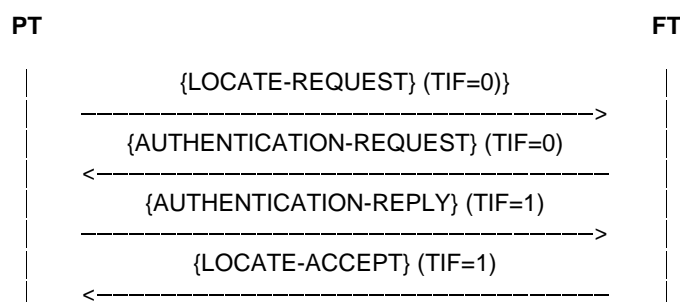 PT FT
{LOCATE-REQUEST} (TIF=0)}
{AUTHENTICATION-REQUEST} (TIF=0)
{AUTHENTICATION-REPLY} (TIF=1)
{LOCATE-ACCEPT} (TIF=1)